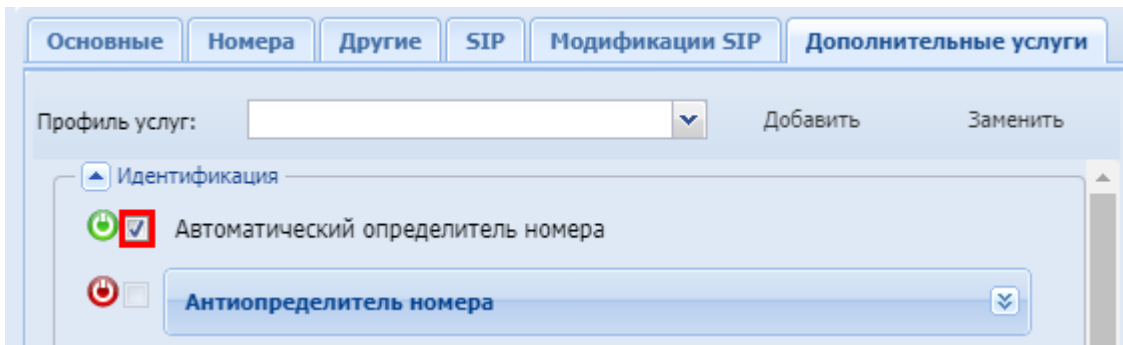 Основные Номера Другие SIP Модификации SIP Дополнительные услуги
Профиль услуг: Добавить Заменить
Идентификация
Автоматический определитель номера
Антиопределитель номера